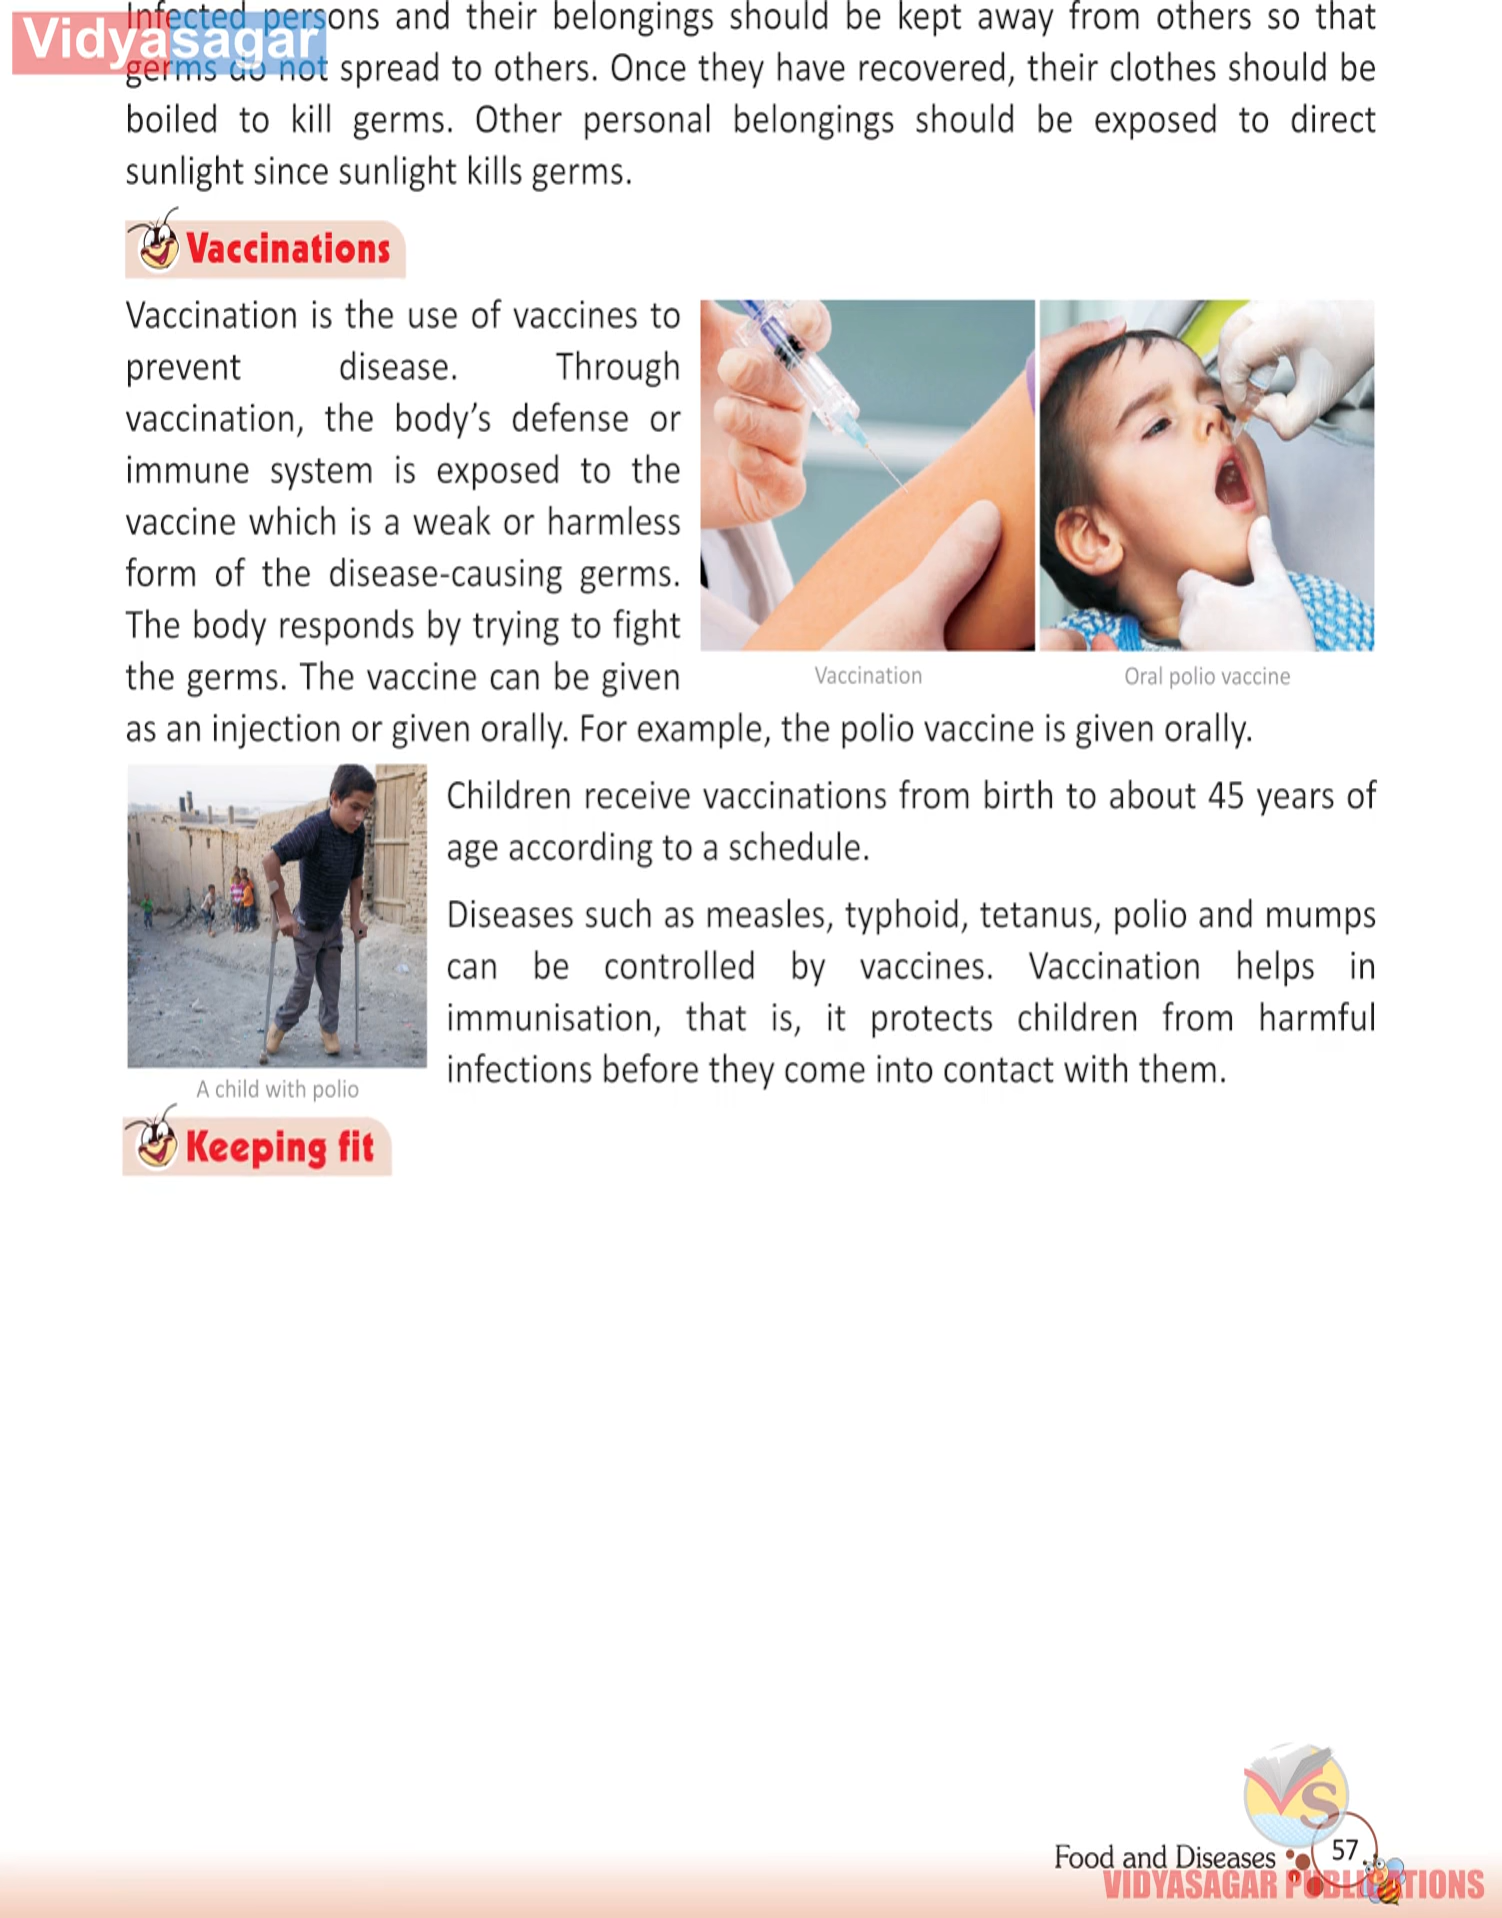 Vidyasagar
Infected persons and their belongings should be kept away from others so that
germs do not spread to others. Once they have recovered, their clothes should be
boiled to kill germs. Other personal belongings should be exposed to direct
sunlight since sunlight kills germs.
Vaccinations
Vaccination is the use of vaccines to
prevent disease. Through
vaccination, the body's defense or
immune system is exposed to the
vaccine which is a weak or harmless
form of the disease-causing germs.
The body responds by trying to fight
the germs. The vaccine can be given
Vaccination
Oral polio vaccine
as an injection or given orally. For example, the polio vaccine is given orally.
Children receive vaccinations from birth to about 45 years of
age according to a schedule.
Diseases such as measles, typhoid, tetanus, polio and mumps
can be controlled by vaccines. Vaccination helps in
immunisation, that is, it protects children from harmful
infections before they come into contact with them.
A child with polio
Keeping fit
VS
Food and Diseases 57
VIDYASAGAR PUBLICATIONS